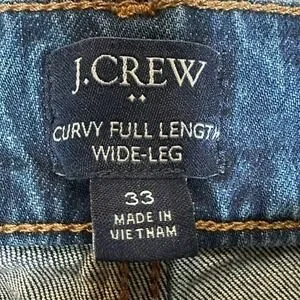 J.CREW
CURVY FULL LENGTH
WIDE-LEG
33
MADE IN
VIETNAM